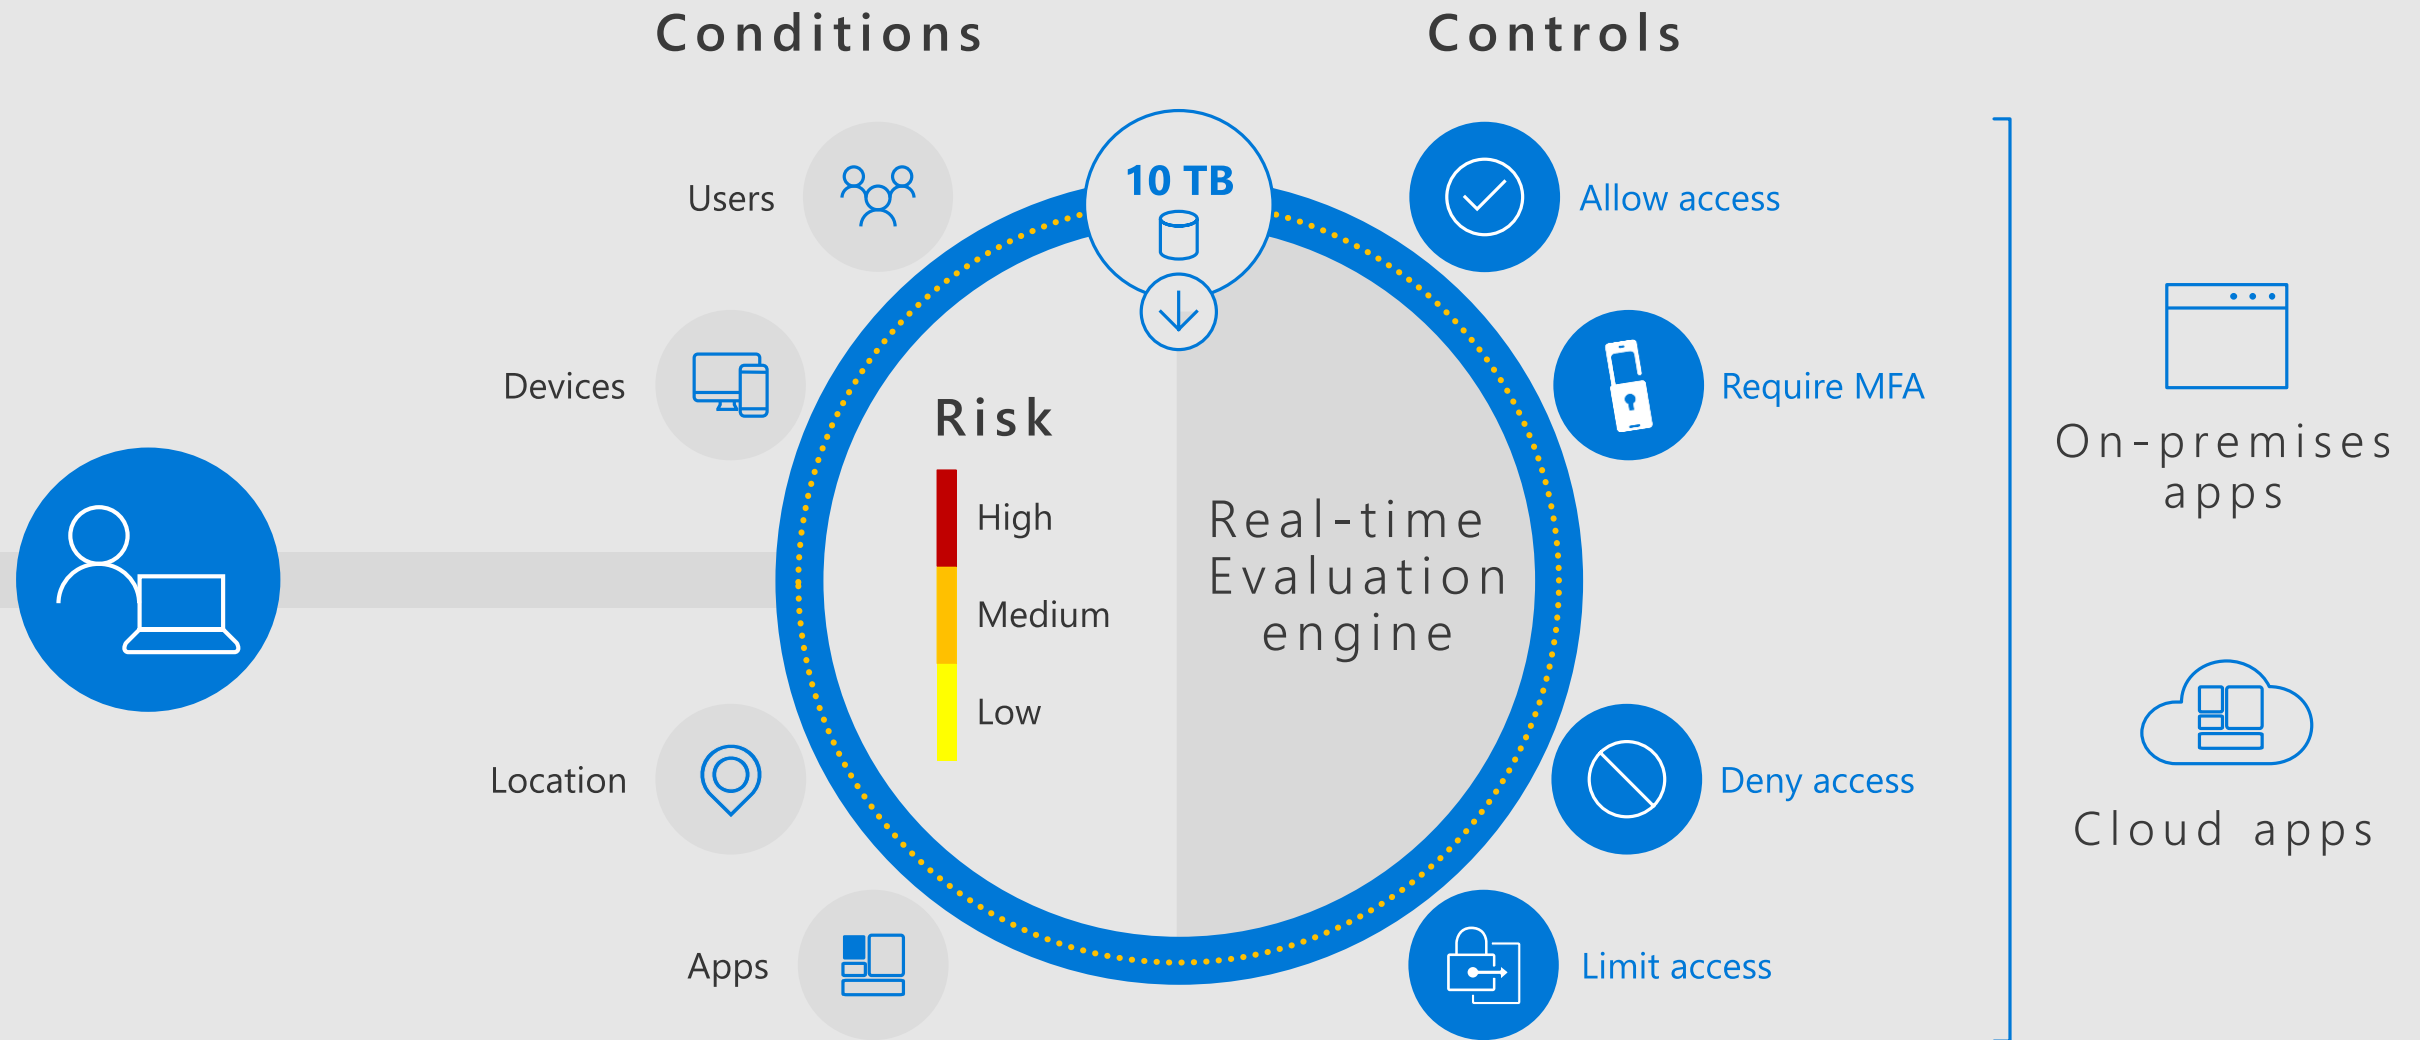 Conditions
Controls
10 TB
Users
Allow access
Devices
Require MFA
Risk
High
Medium
Low
Real-time
Evaluation
engine
On-premises
apps
Location
Deny access
Cloud apps
Apps
Limit access